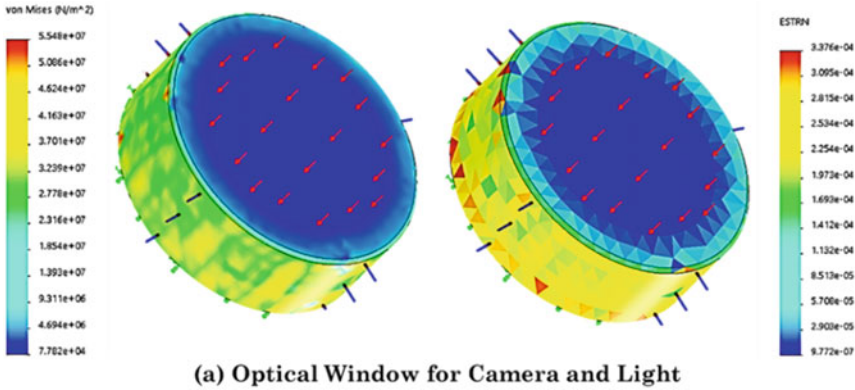 von Mises (N/m^2)
5.548e+07
5.086e+07
4.624e+07
4.163e+07
3.701e+07
3.239e+07
2.778e+07
2.316e+07
1.854e+07
1.392e+07
9.311e+06
4.694e+06
7.782e+04
ESTRN
3.376e-04
3.095e-04
2.815e-04
2.534e-04
2.254e-04
1.973e-04
1.693e-04
1.412e-04
1.132e-04
8.513e-05
5.708e-05
2.903e-05
9.772e-07
(a) Optical Window for Camera and Light